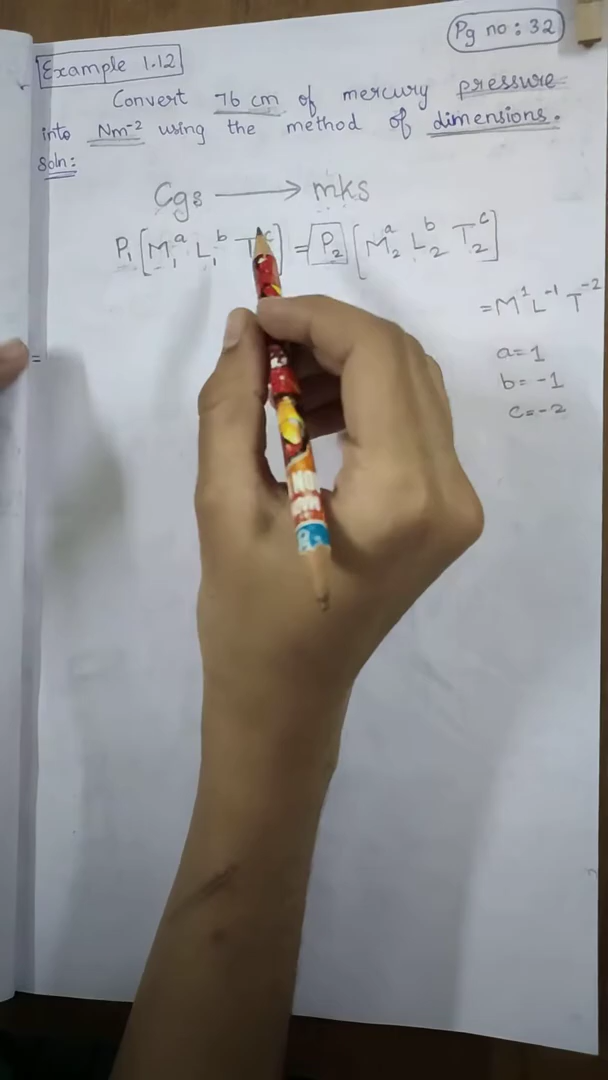 Pg no: 32
Example 1.12
Convert 76 cm of mercury pressure
into Nm⁻² using the method of dimensions.
Soln:
Cgs ⟶ mks
P₁[M₁ᵃ L₁ᵇ T ᶜ] = P₂ [M₂ᵃ L₂ᵇ T₂ᶜ]
= M¹ L⁻¹ T⁻²
=
a=1
b=-1
c=-2